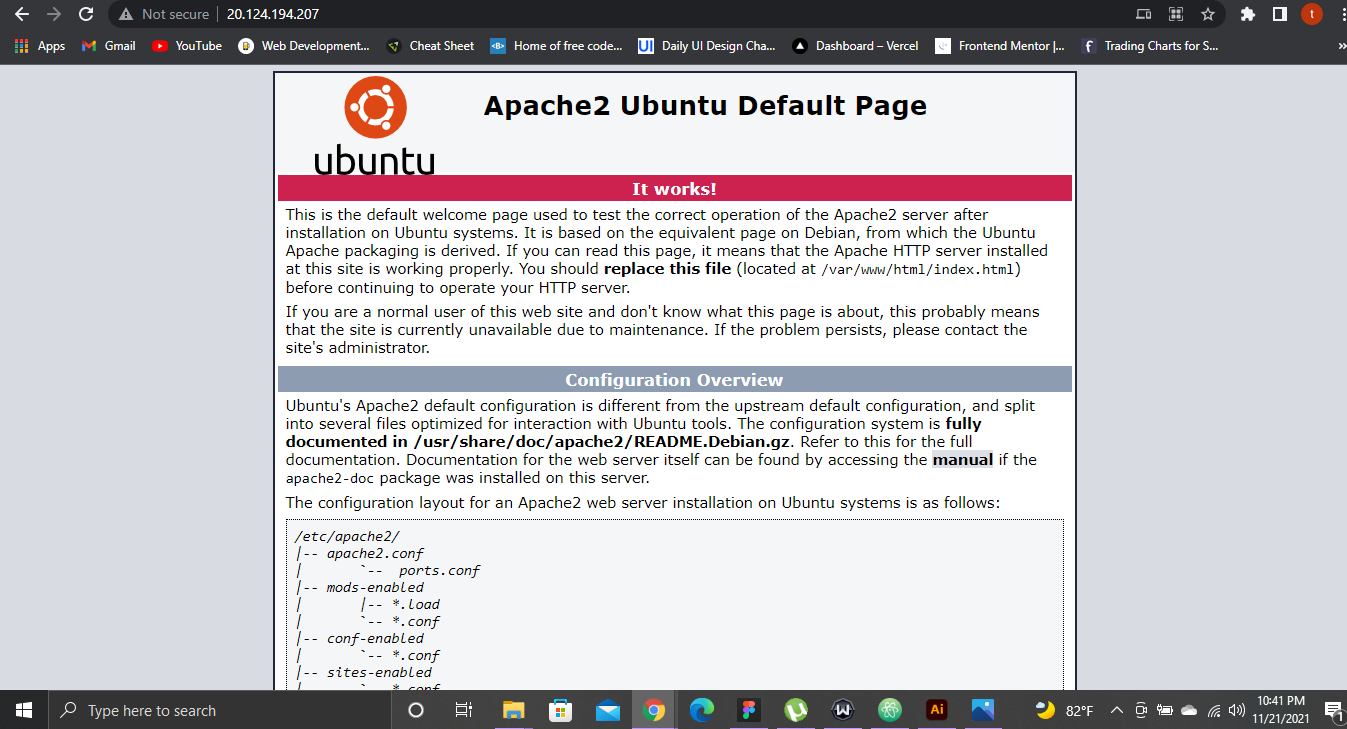 Not secure | 20.124.194.207
t
Apps Gmail YouTube Web Development... Cheat Sheet Home of free code... UI Daily UI Design Cha... Dashboard – Vercel Frontend Mentor |... Trading Charts for S... »
ubuntu
Apache2 Ubuntu Default Page
It works!
This is the default welcome page used to test the correct operation of the Apache2 server after
installation on Ubuntu systems. It is based on the equivalent page on Debian, from which the Ubuntu
Apache packaging is derived. If you can read this page, it means that the Apache HTTP server installed
at this site is working properly. You should replace this file (located at /var/www/html/index.html)
before continuing to operate your HTTP server.
If you are a normal user of this web site and don't know what this page is about, this probably means
that the site is currently unavailable due to maintenance. If the problem persists, please contact the
site's administrator.
Configuration Overview
Ubuntu's Apache2 default configuration is different from the upstream default configuration, and split
into several files optimized for interaction with Ubuntu tools. The configuration system is fully
documented in /usr/share/doc/apache2/README.Debian.gz. Refer to this for the full
documentation. Documentation for the web server itself can be found by accessing the manual if the
apache2-doc package was installed on this server.
The configuration layout for an Apache2 web server installation on Ubuntu systems is as follows:
/etc/apache2/
|-- apache2.conf
|       `--  ports.conf
|-- mods-enabled
|       |-- *.load
|       `-- *.conf
|-- conf-enabled
|       `-- *.conf
|-- sites-enabled
|       `-- *.conf
Type here to search
Ai
82°F
10:41 PM
11/21/2021
1